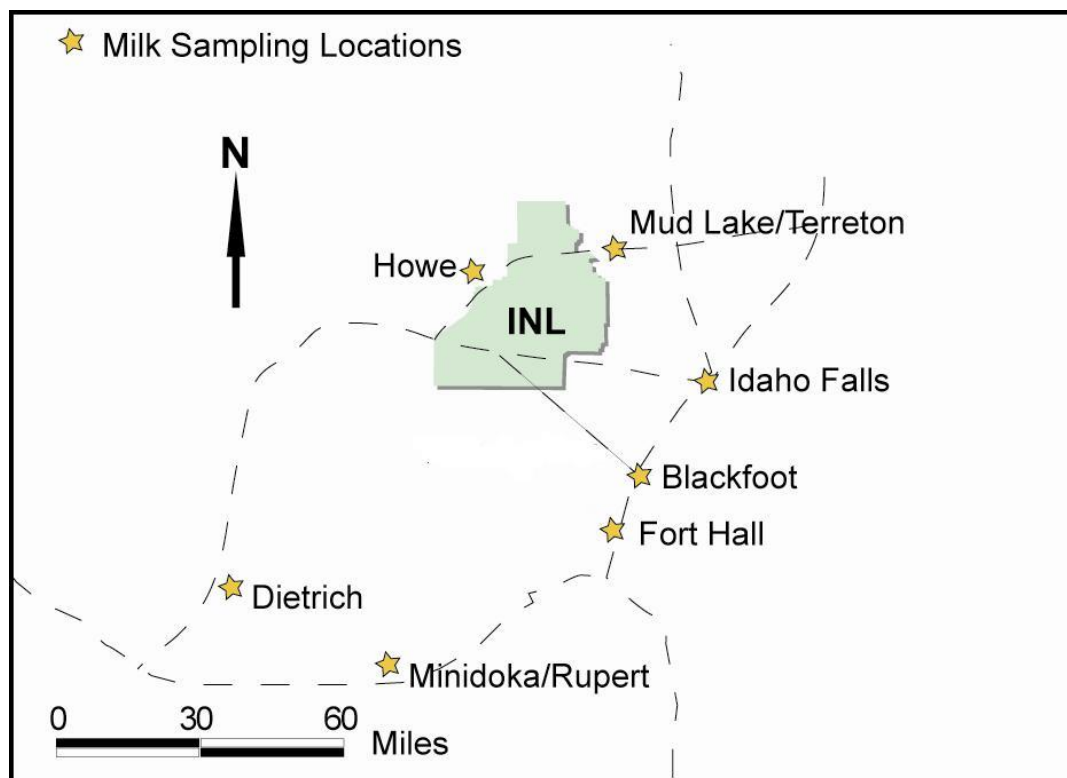 Milk Sampling Locations
N
Mud Lake/Terreton
Howe
INL
Idaho Falls
Blackfoot
Fort Hall
Dietrich
Minidoka/Rupert
0 30 60
Miles